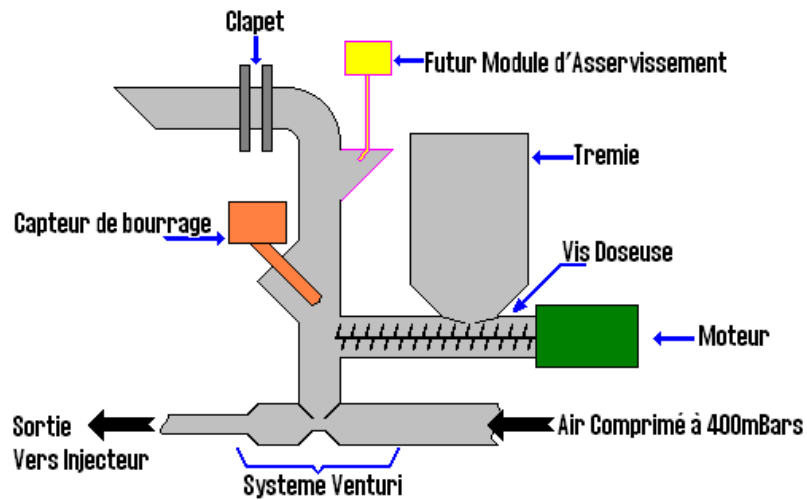 Clapet
Futur Module d'Asservissement
Tremie
Capteur de bourrage
Vis Doseuse
Moteur
Sortie
Vers Injecteur
Air Comprimé à 400mBars
Systeme Venturi